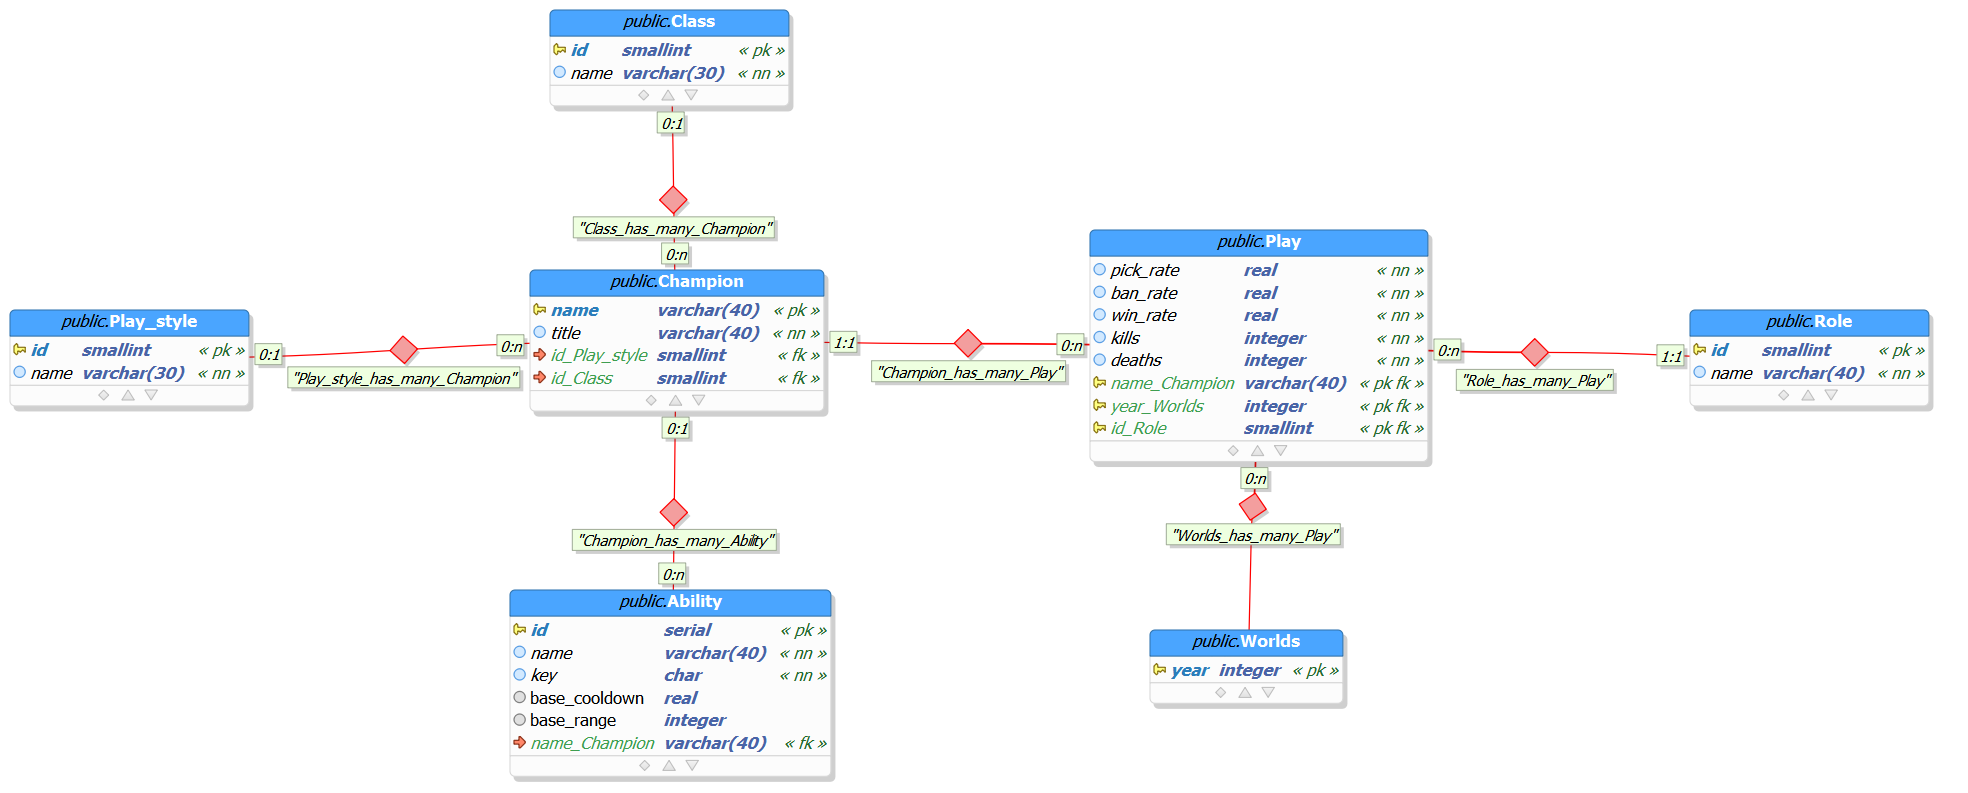 public.Class
id smallint « pk »
name varchar(30) « nn »
0:1
"Class_has_many_Champion"
0:n
public.Play_style
id smallint « pk »
name varchar(30) « nn »
0:1
"Play_style_has_many_Champion"
0:n
public.Champion
name varchar(40) « pk »
title varchar(40) « nn »
id_Play_style smallint « fk »
id_Class smallint « fk »
1:1
"Champion_has_many_Play"
0:n
public.Play
pick_rate real « nn »
ban_rate real « nn »
win_rate real « nn »
kills integer « nn »
deaths integer « nn »
name_Champion varchar(40) « pk fk »
year_Worlds integer « pk fk »
id_Role smallint « pk fk »
0:n
"Role_has_many_Play"
1:1
public.Role
id smallint « pk »
name varchar(40) « nn »
0:1
"Champion_has_many_Ability"
0:n
public.Ability
id serial « pk »
name varchar(40) « nn »
key char « nn »
base_cooldown real
base_range integer
name_Champion varchar(40) « fk »
0:n
"Worlds_has_many_Play"
public.Worlds
year integer « pk »